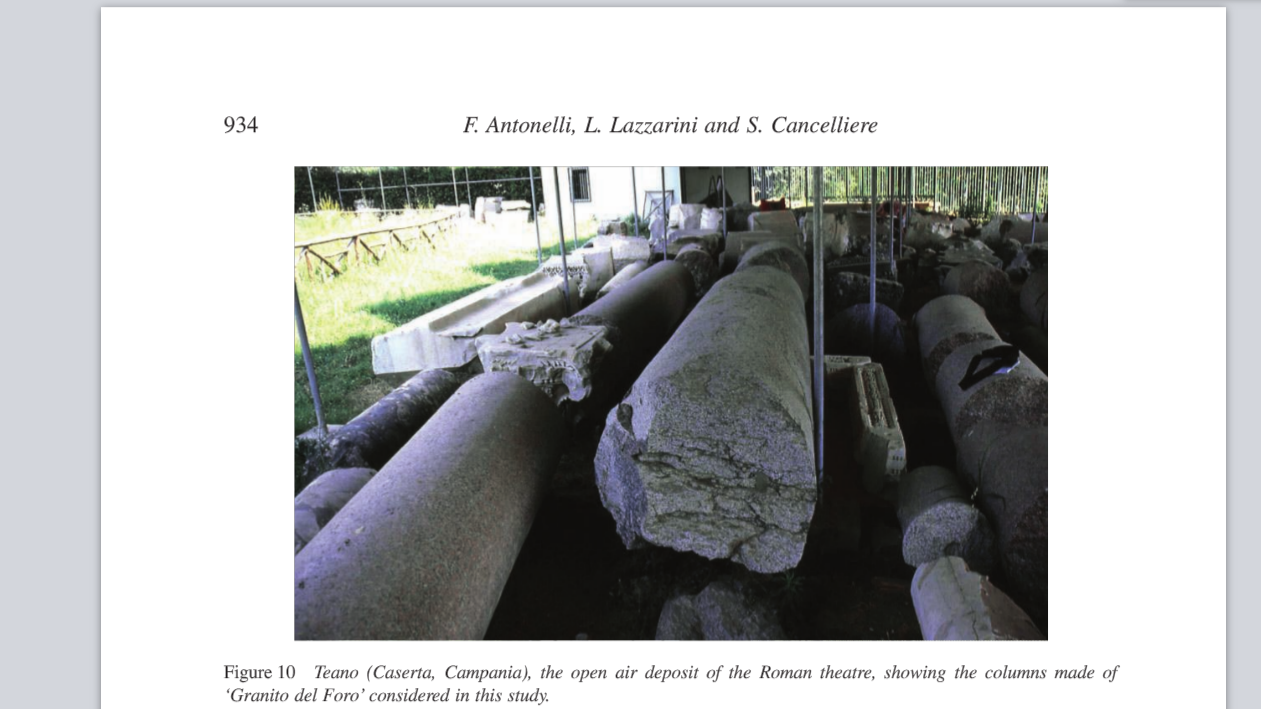 934
F. Antonelli, L. Lazzarini and S. Cancelliere
Figure 10 Teano (Caserta, Campania), the open air deposit of the Roman theatre, showing the columns made of
‘Granito del Foro’ considered in this study.